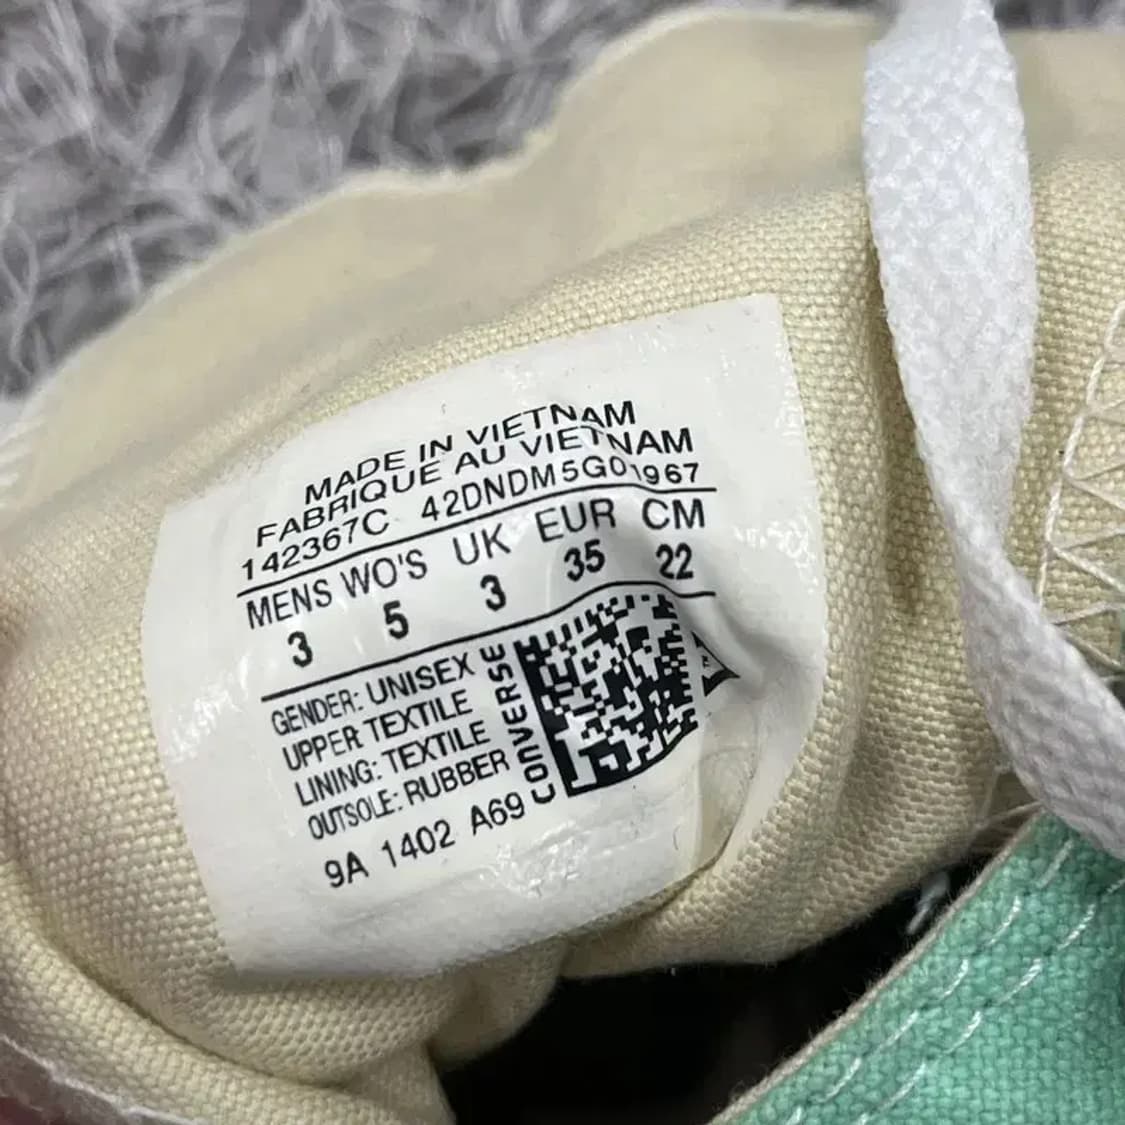 MADE IN VIETNAM
FABRIQUE AU VIETNAM
142367C 42DNDM5G01967
MENS WO'S UK EUR CM
3 5 3 35 22
GENDER: UNISEX
UPPER TEXTILE
LINING: TEXTILE
OUTSOLE: RUBBER
9A 1402 A69
CONVERSE